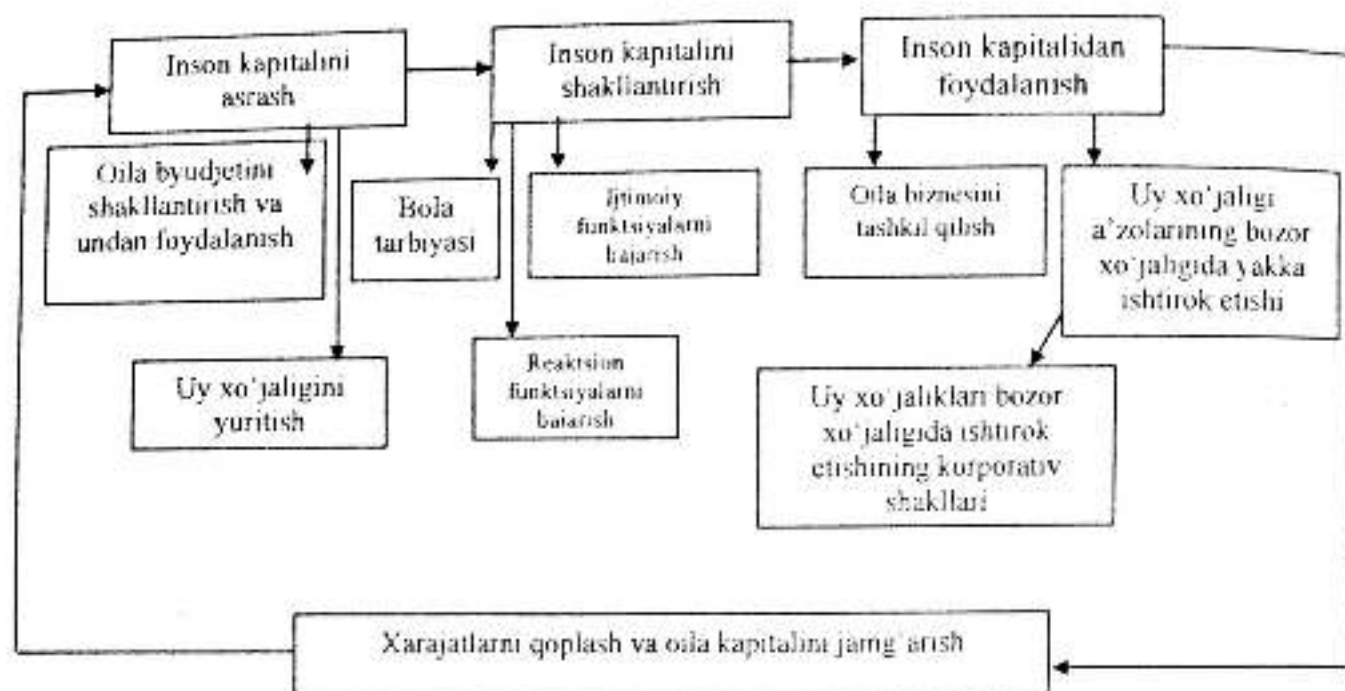 Inson kapitalini
asrash
Inson kapitalini
shakllantirish
Inson kapitalidan
foydalanish
Oila byudjetini
shakllantirish va
undan foydalanish
Bola
tarbiyasi
Ijtimoiy
funktsiyalarni
bajarish
Oila biznesini
tashkil qilish
Uy xo‘jaligi
a’zolarining bozor
xo‘jaligida yakka
ishtirok etishi
Uy xo‘jaligini
yuritish
Reaktsion
funktsiyalarni
bajarish
Uy xo‘jaliklari bozor
xo‘jaligida ishtirok
etishining korporativ
shakllari
Xarajatlarni qoplash va oila kapitalini jamg‘arish